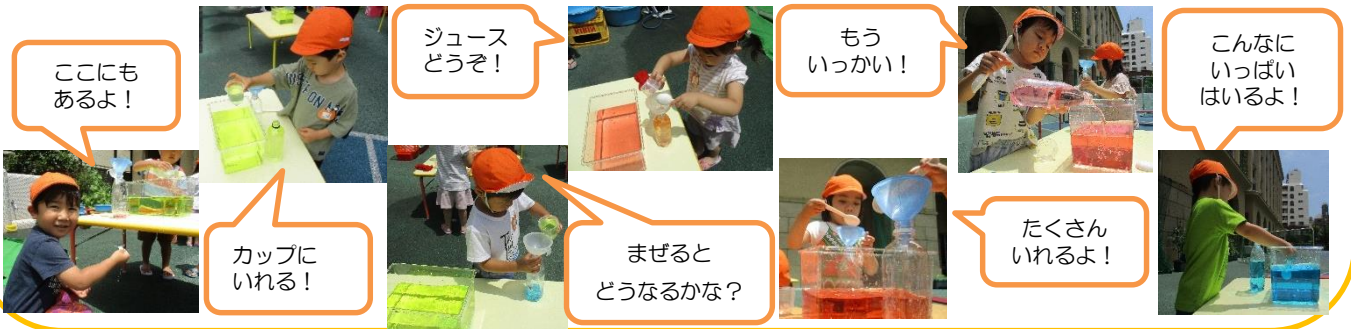 ここにも
あるよ！
カップに
いれる！
ジュース
どうぞ！
まぜると
どうなるかな？
もう
いっかい！
たくさん
いれるよ！
こんなに
いっぱい
はいるよ！